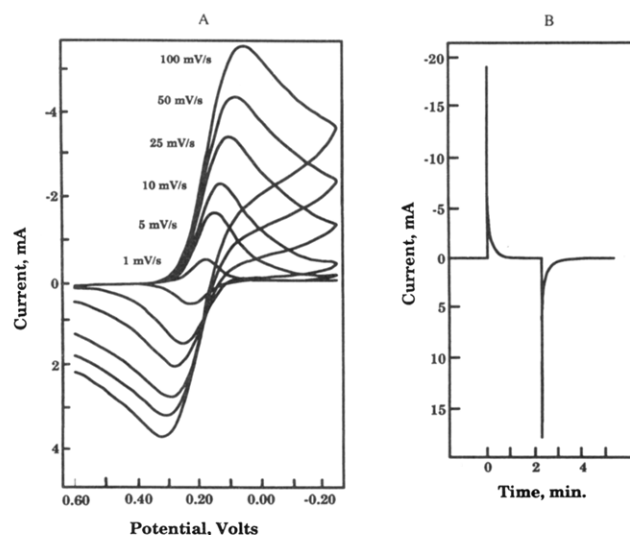 A
100 mV/s
50 mV/s
25 mV/s
10 mV/s
5 mV/s
1 mV/s
-4
-2
0
2
4
Current, mA
0.60 0.40 0.20 0.00 -0.20
Potential, Volts
B
-20
-15
-10
-5
0
5
10
15
Current, mA
0 2 4
Time, min.